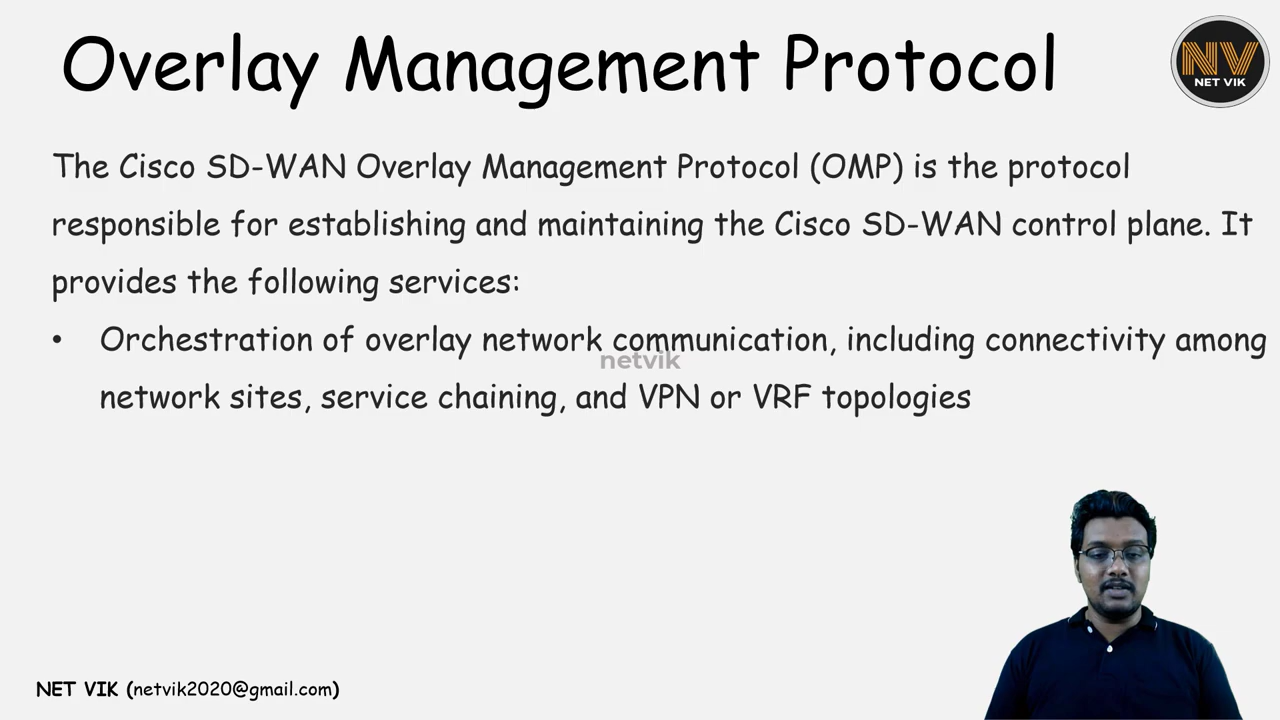 Overlay Management Protocol
NV
NET VIK
The Cisco SD-WAN Overlay Management Protocol (OMP) is the protocol
responsible for establishing and maintaining the Cisco SD-WAN control plane. It
provides the following services:
• Orchestration of overlay network communication, including connectivity among
netvik
network sites, service chaining, and VPN or VRF topologies
NET VIK (netvik2020@gmail.com)